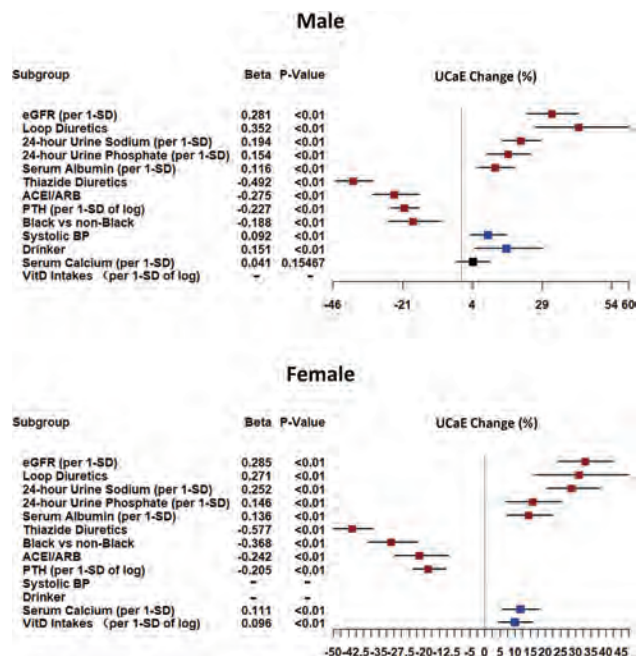 Male
Subgroup Beta P-Value UCaE Change (%)
eGFR (per 1-SD) 0.281 <0.01
Loop Diuretics 0.352 <0.01
24-hour Urine Sodium (per 1-SD) 0.194 <0.01
24-hour Urine Phosphate (per 1-SD) 0.154 <0.01
Serum Albumin (per 1-SD) 0.116 <0.01
Thiazide Diuretics -0.492 <0.01
ACEI/ARB -0.275 <0.01
PTH (per 1-SD of log) -0.227 <0.01
Black vs non-Black -0.188 <0.01
Systolic BP 0.092 <0.01
Drinker 0.151 <0.01
Serum Calcium (per 1-SD) 0.041 0.15467
VitD Intakes (per 1-SD of log) - -
-46 -21 4 29 54 60
Female
Subgroup Beta P-Value UCaE Change (%)
eGFR (per 1-SD) 0.285 <0.01
Loop Diuretics 0.271 <0.01
24-hour Urine Sodium (per 1-SD) 0.252 <0.01
24-hour Urine Phosphate (per 1-SD) 0.146 <0.01
Serum Albumin (per 1-SD) 0.136 <0.01
Thiazide Diuretics -0.577 <0.01
Black vs non-Black -0.368 <0.01
ACEI/ARB -0.242 <0.01
PTH (per 1-SD of log) -0.205 <0.01
Systolic BP - -
Drinker - -
Serum Calcium (per 1-SD) 0.111 <0.01
VitD Intakes (per 1-SD of log) 0.096 <0.01
-50 -42.5 -35 -27.5 -20 -12.5 -5 0 5 10 15 20 25 30 35 40 45